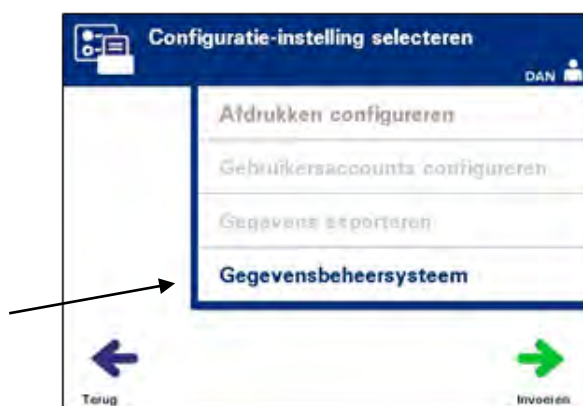 Configuratie-instelling selecteren
DAN
Afdrukken configureren
Gebruikersaccounts configureren
Gegevens exporteren
Gegevensbeheersysteem
Terug
Invoeren